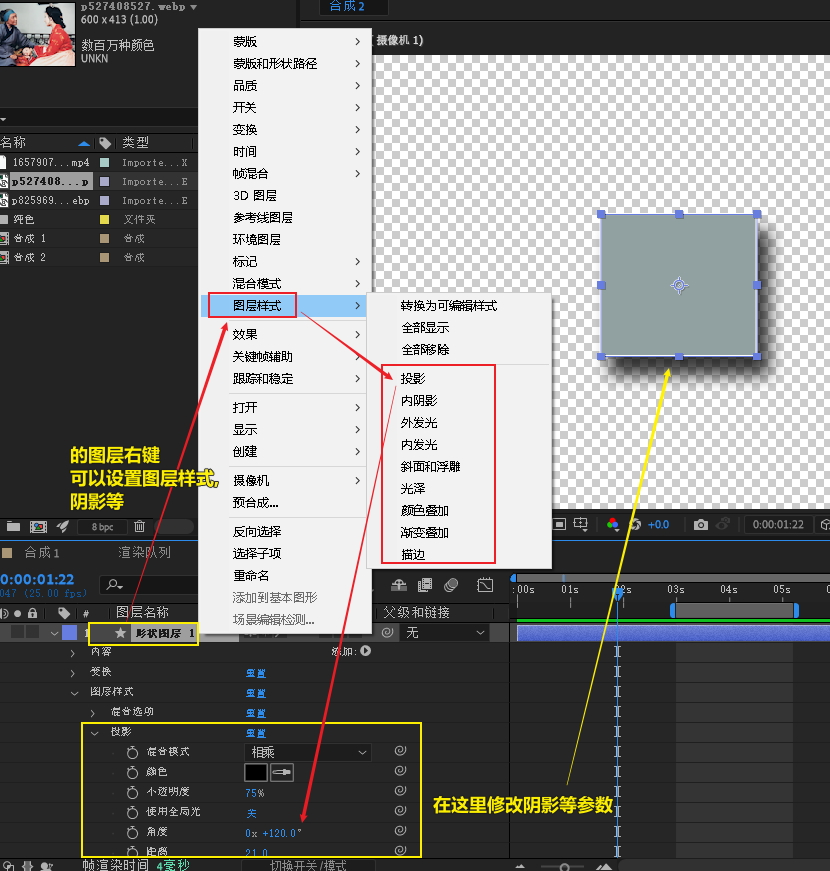 p527408527.webp
600 x 413 (1.00)
数百万种颜色
UNKN
合成2
摄像机 1)
名称
类型
1657907...mp4 Importe...X
p527408...p Importe...E
p825969...ebp Importe...E
纯色 文件夹
合成 1 合成
合成 2 合成
蒙版
蒙版和形状路径
品质
开关
变换
时间
帧混合
3D 图层
参考线图层
环境图层
标记
混合模式
图层样式
效果
关键帧辅助
跟踪和稳定
打开
显示
创建
摄像机
预合成...
反向选择
选择子项
重命名
添加到基本图形
场景编辑检测...
转换为可编辑样式
全部显示
全部移除
投影
内阴影
外发光
内发光
斜面和浮雕
光泽
颜色叠加
渐变叠加
描边
的图层右键
可以设置图层样式,
阴影等
8 bpc
+0.0
0:00:01:22
合成1
渲染队列
0:00:01:22
047 (25.00 fps)
:00s 01s 02s 03s 04s 05s
# 图层名称
父级和链接
1 形状图层 1
无
内容
添加:
变换 重置
图层样式 重置
混合选项 重置
投影 重置
混合模式 相乘
颜色
不透明度 75%
使用全局光 关
角度 0x +120.0°
距离 21.0
在这里修改阴影等参数
帧渲染时间 4毫秒
切换开关/模式